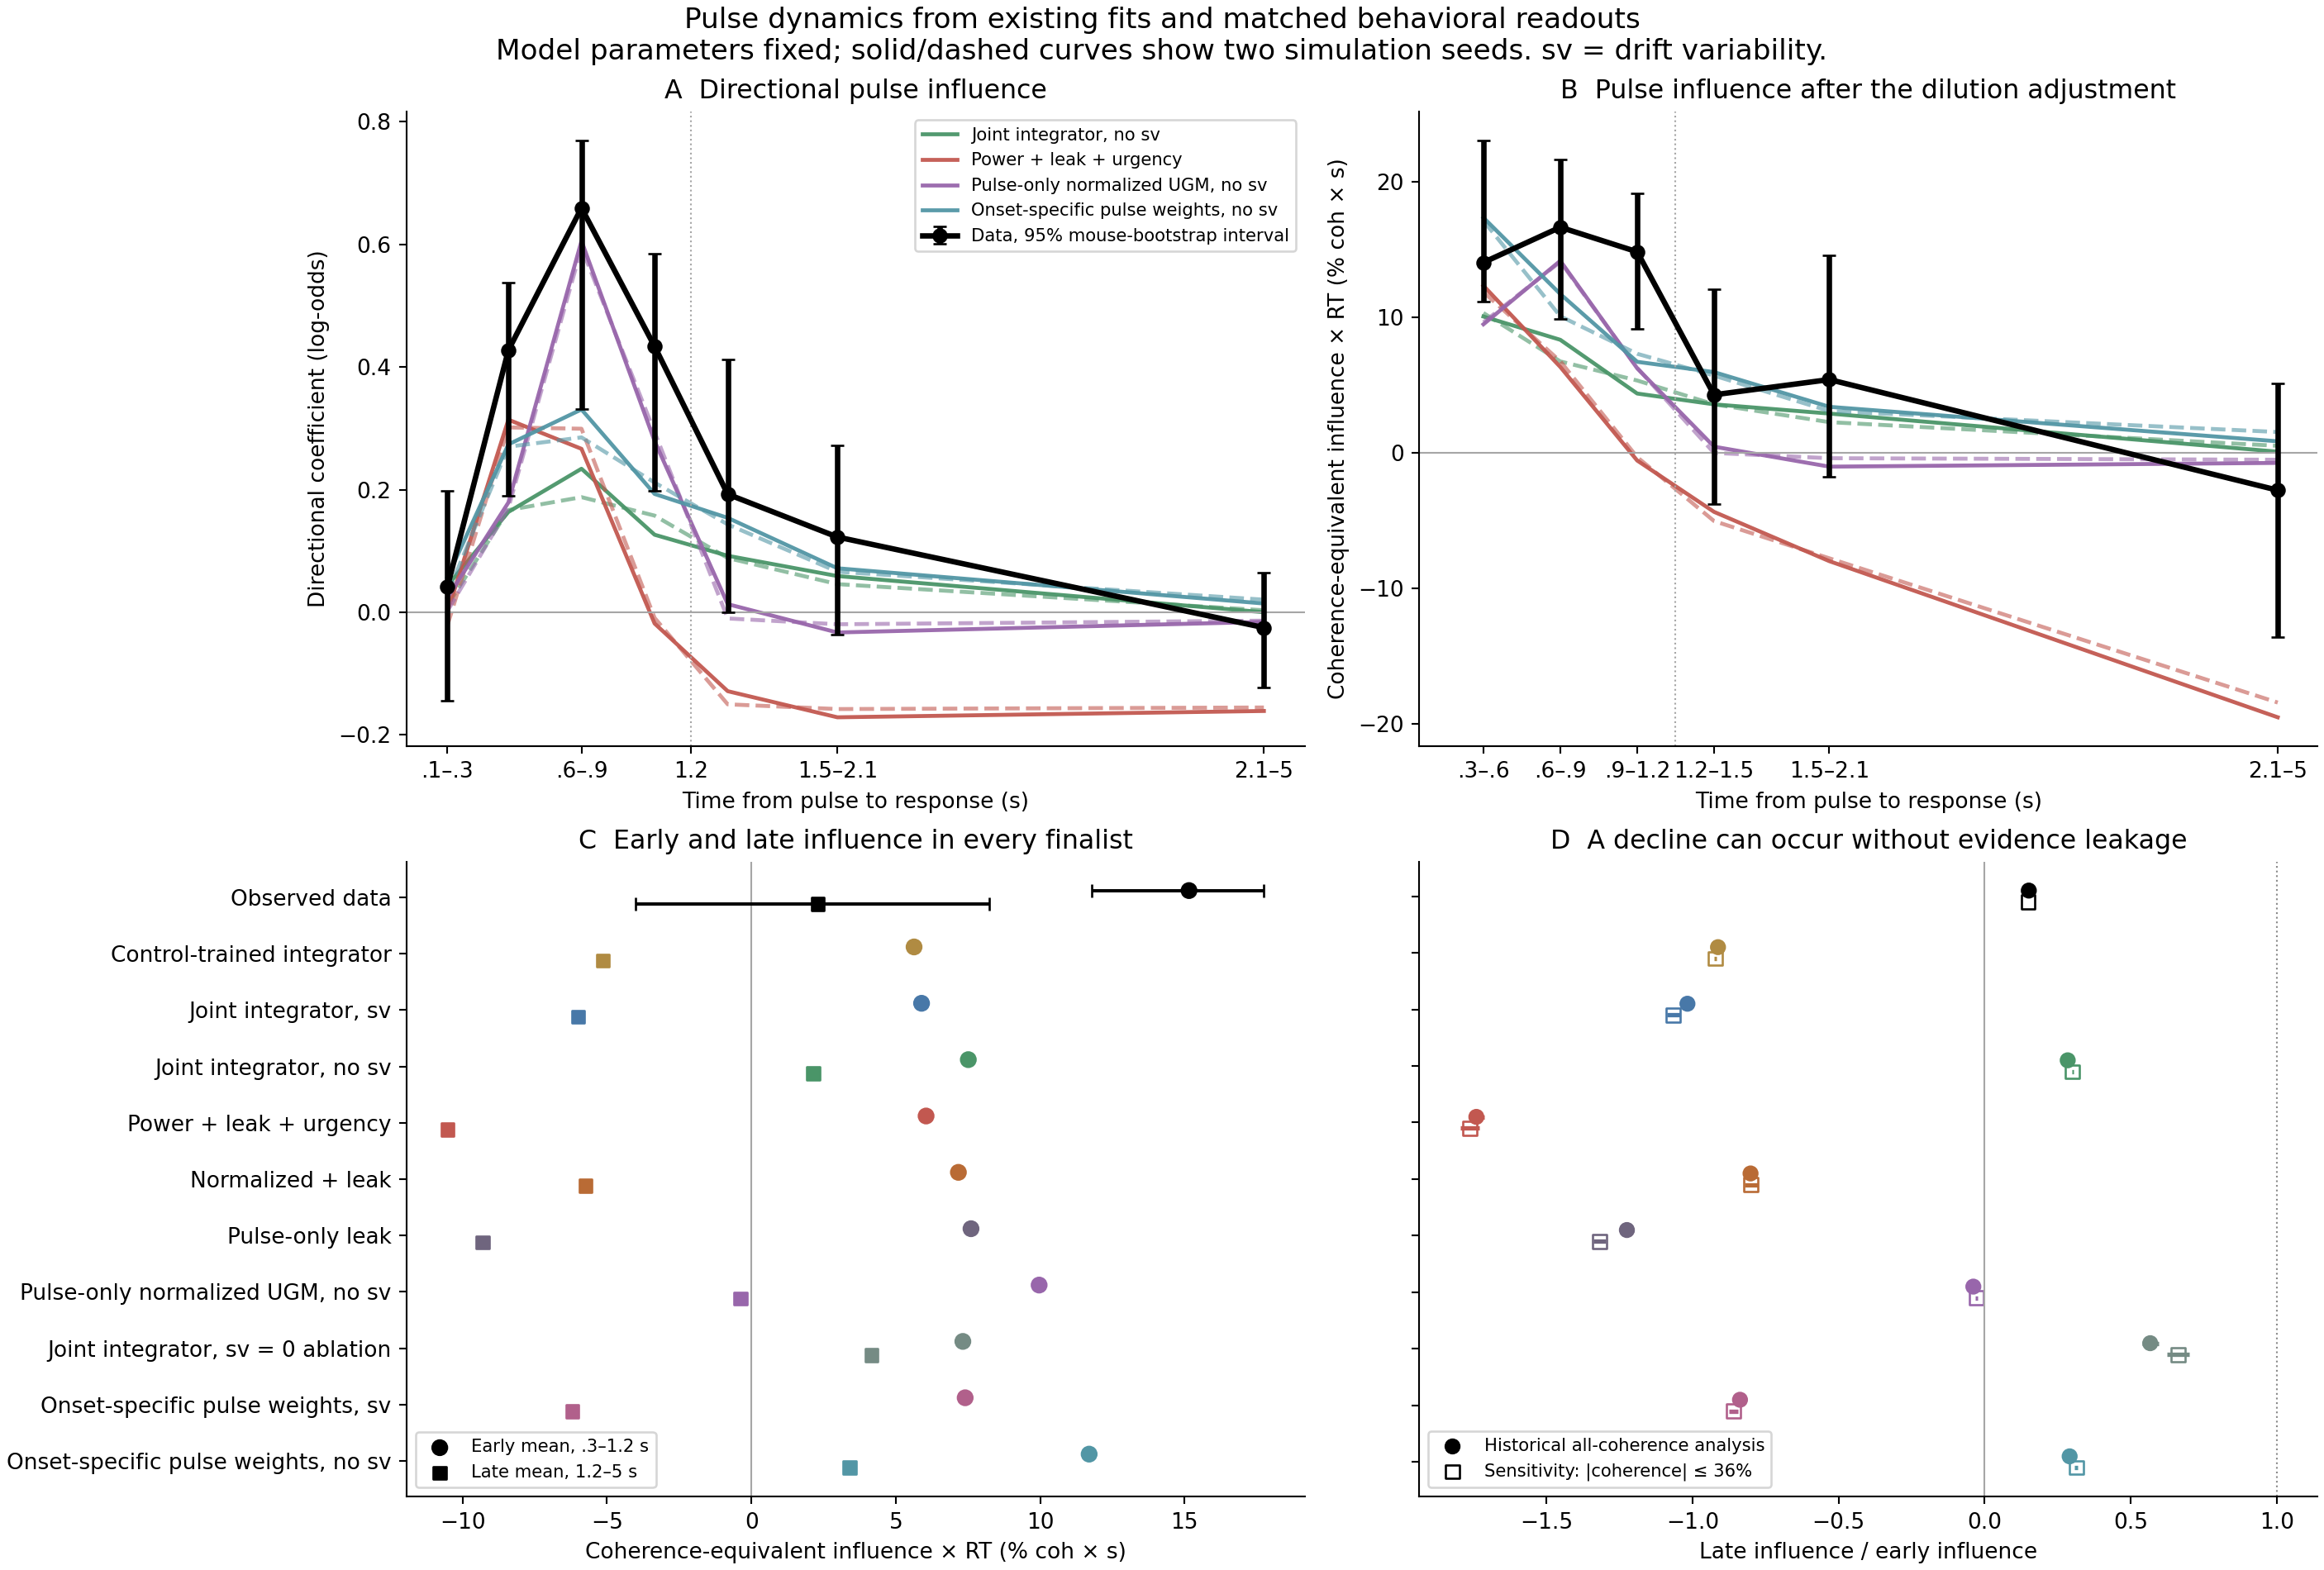 Pulse dynamics from existing fits and matched behavioral readouts
Model parameters fixed; solid/dashed curves show two simulation seeds. sv = drift variability.
A  Directional pulse influence
Directional coefficient (log-odds)
0.8
0.6
0.4
0.2
0.0
−0.2
Joint integrator, no sv
Power + leak + urgency
Pulse-only normalized UGM, no sv
Onset-specific pulse weights, no sv
Data, 95% mouse-bootstrap interval
.1–.3
.6–.9
1.2
1.5–2.1
2.1–5
Time from pulse to response (s)
B  Pulse influence after the dilution adjustment
Coherence-equivalent influence × RT (% coh × s)
20
10
0
−10
−20
.3–.6
.6–.9
.9–1.2
1.2–1.5
1.5–2.1
2.1–5
Time from pulse to response (s)
C  Early and late influence in every finalist
Observed data
Control-trained integrator
Joint integrator, sv
Joint integrator, no sv
Power + leak + urgency
Normalized + leak
Pulse-only leak
Pulse-only normalized UGM, no sv
Joint integrator, sv = 0 ablation
Onset-specific pulse weights, sv
Onset-specific pulse weights, no sv
Early mean, .3–1.2 s
Late mean, 1.2–5 s
−10
−5
0
5
10
15
Coherence-equivalent influence × RT (% coh × s)
D  A decline can occur without evidence leakage
Historical all-coherence analysis
Sensitivity: |coherence| ≤ 36%
−1.5
−1.0
−0.5
0.0
0.5
1.0
Late influence / early influence